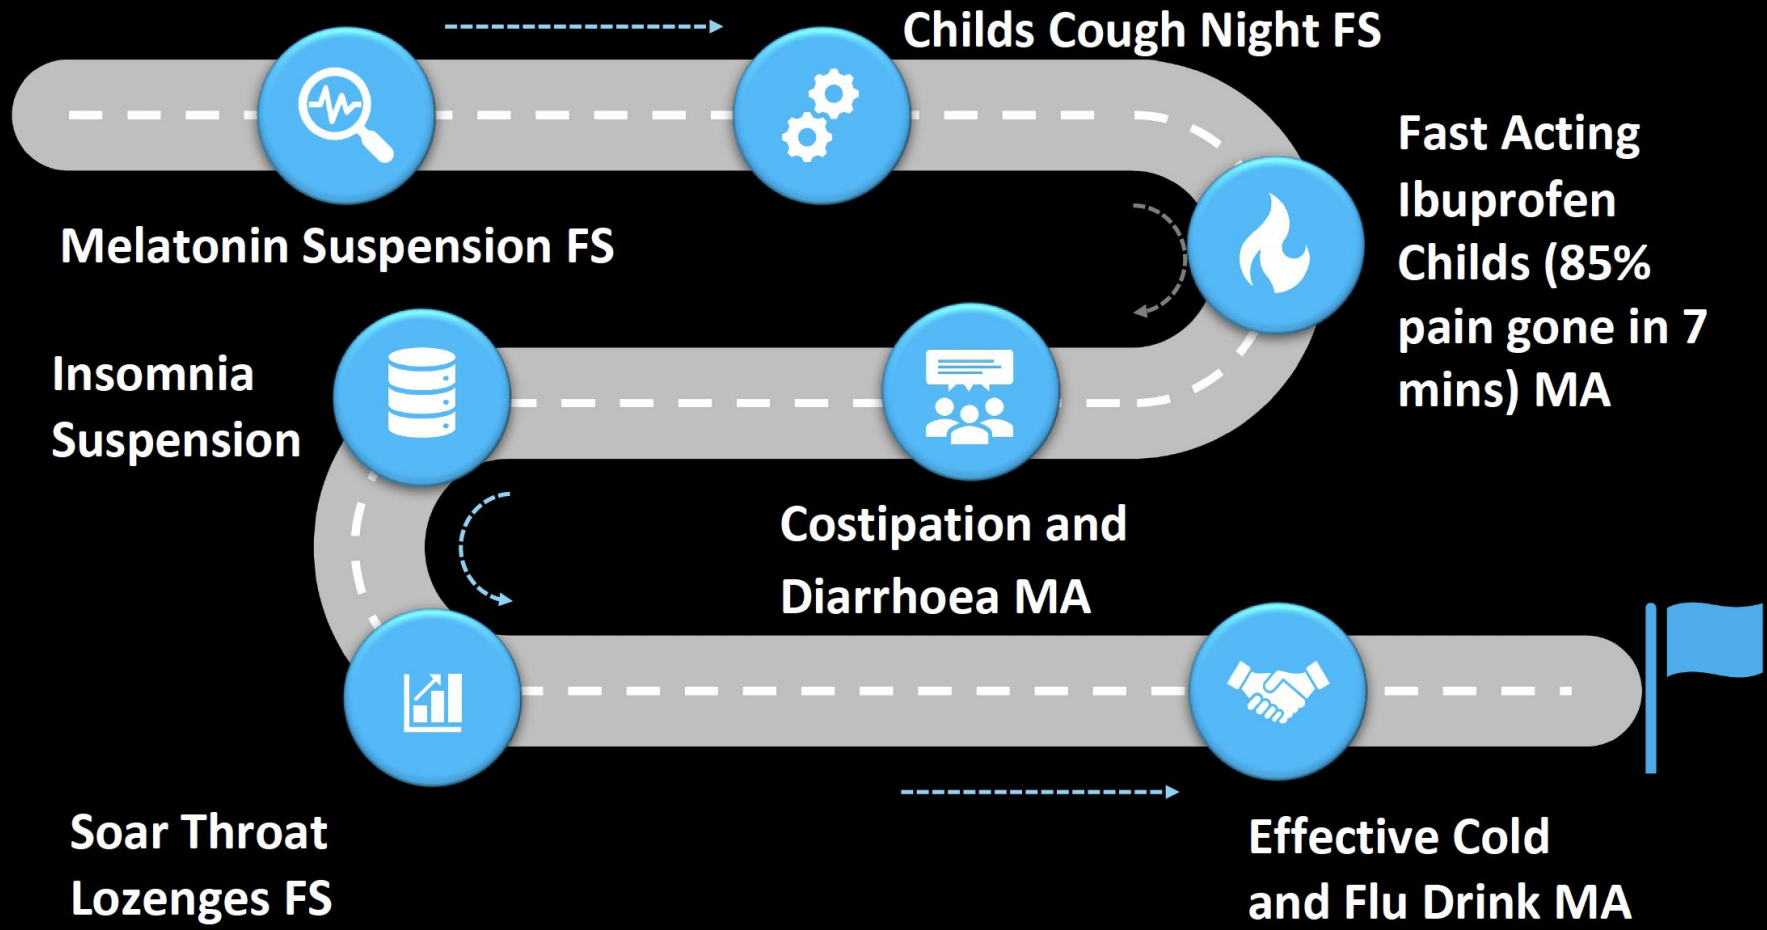 Childs Cough Night FS
Melatonin Suspension FS
Fast Acting
Ibuprofen
Childs (85%
pain gone in 7
mins) MA
Insomnia
Suspension
Costipation and
Diarrhoea MA
Soar Throat
Lozenges FS
Effective Cold
and Flu Drink MA